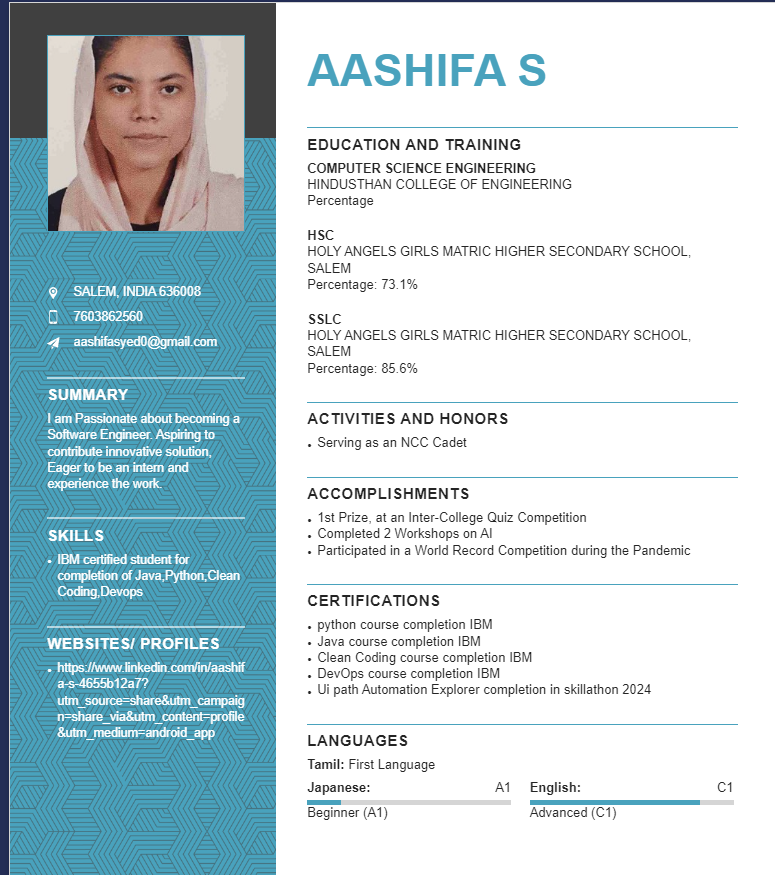 AASHIFA S
SALEM, INDIA 636008
7603862560
aashifasyed0@gmail.com
SUMMARY
I am Passionate about becoming a
Software Engineer. Aspiring to
contribute innovative solution,
Eager to be an intern and
experience the work.
SKILLS
• IBM certified student for
completion of Java,Python,Clean
Coding,Devops
WEBSITES/ PROFILES
• https://www.linkedin.com/in/aashif
a-s-4655b12a7?
utm_source=share&utm_campaig
n=share_via&utm_content=profile
&utm_medium=android_app
EDUCATION AND TRAINING
COMPUTER SCIENCE ENGINEERING
HINDUSTHAN COLLEGE OF ENGINEERING
Percentage
HSC
HOLY ANGELS GIRLS MATRIC HIGHER SECONDARY SCHOOL,
SALEM
Percentage: 73.1%
SSLC
HOLY ANGELS GIRLS MATRIC HIGHER SECONDARY SCHOOL,
SALEM
Percentage: 85.6%
ACTIVITIES AND HONORS
• Serving as an NCC Cadet
ACCOMPLISHMENTS
• 1st Prize, at an Inter-College Quiz Competition
• Completed 2 Workshops on AI
• Participated in a World Record Competition during the Pandemic
CERTIFICATIONS
• python course completion IBM
• Java course completion IBM
• Clean Coding course completion IBM
• DevOps course completion IBM
• Ui path Automation Explorer completion in skillathon 2024
LANGUAGES
Tamil: First Language
Japanese: A1
Beginner (A1)
English: C1
Advanced (C1)